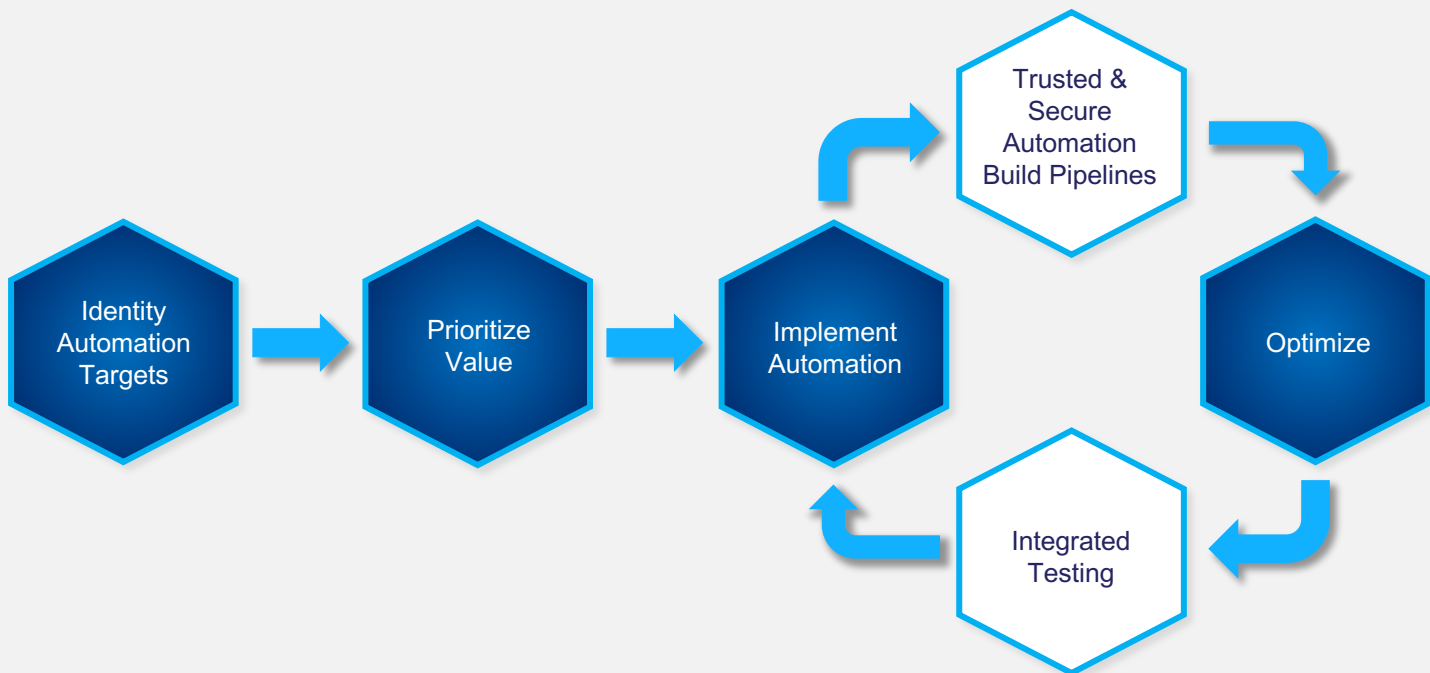 Identity
Automation
Targets
Prioritize
Value
Implement
Automation
Trusted &
Secure
Automation
Build Pipelines
Optimize
Integrated
Testing